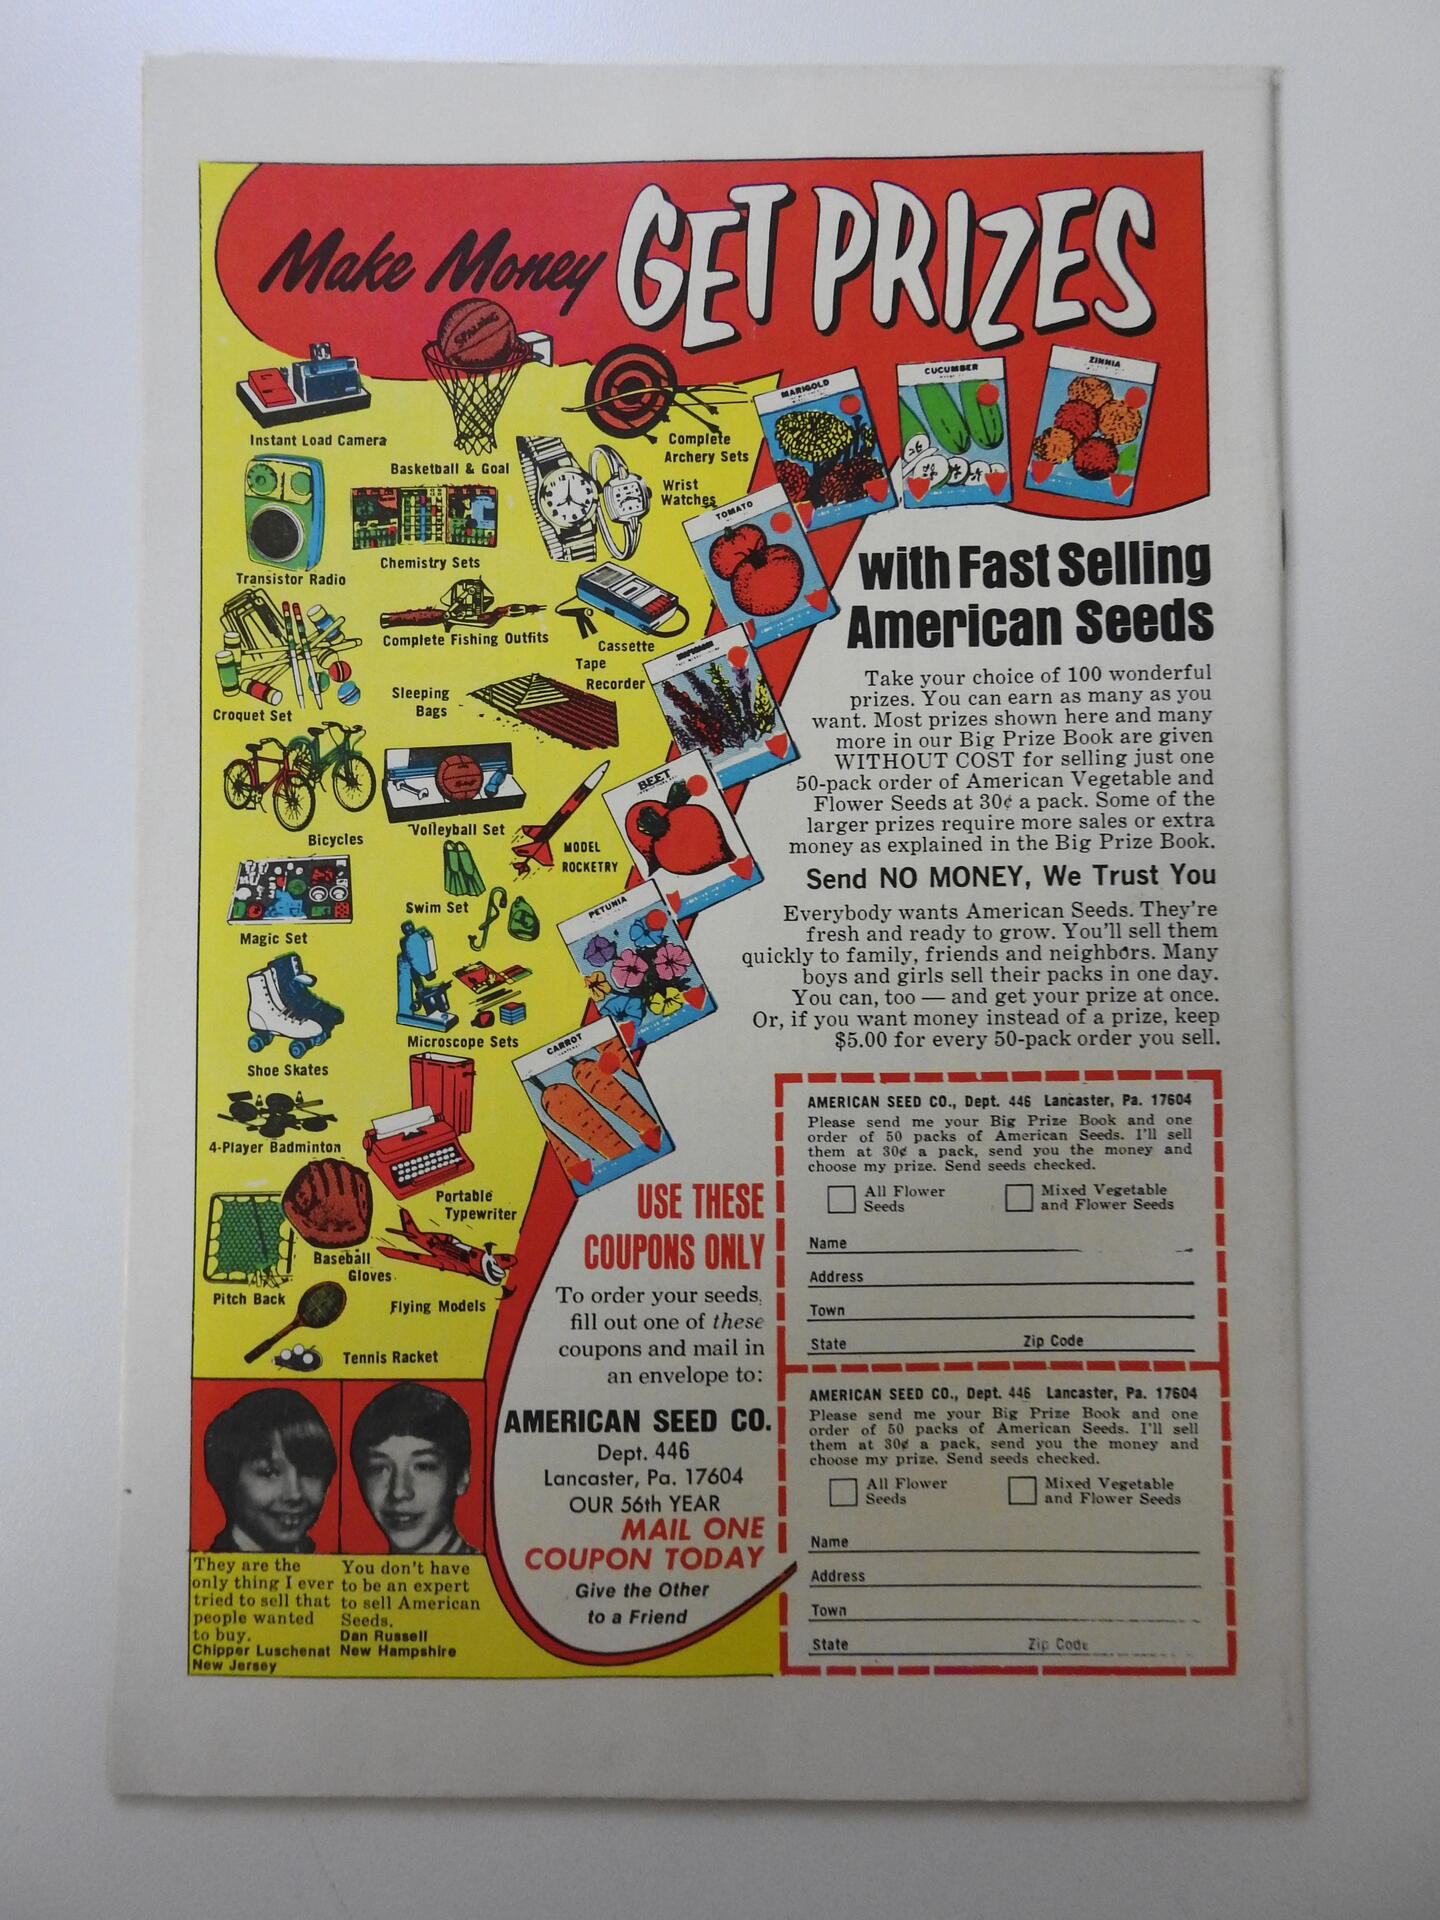 Make Money GET PRIZES
SPALDING
Instant Load Camera
Basketball & Goal
Complete
Archery Sets
Wrist
Watches
Transistor Radio
Chemistry Sets
Complete Fishing Outfits
Cassette
Tape
Recorder
Croquet Set
Sleeping
Bags
Bicycles
Volleyball Set
MODEL
ROCKETRY
Magic Set
Swim Set
Shoe Skates
Microscope Sets
4-Player Badminton
Portable
Typewriter
Baseball
Gloves
Pitch Back
Flying Models
Tennis Racket
MARIGOLD
CUCUMBER
ZINNIA
TOMATO
BEET
PETUNIA
CARROT
with Fast Selling
American Seeds
Take your choice of 100 wonderful
prizes. You can earn as many as you
want. Most prizes shown here and many
more in our Big Prize Book are given
WITHOUT COST for selling just one
50-pack order of American Vegetable and
Flower Seeds at 30¢ a pack. Some of the
larger prizes require more sales or extra
money as explained in the Big Prize Book.
Send NO MONEY, We Trust You
Everybody wants American Seeds. They're
fresh and ready to grow. You'll sell them
quickly to family, friends and neighbors. Many
boys and girls sell their packs in one day.
You can, too — and get your prize at once.
Or, if you want money instead of a prize, keep
$5.00 for every 50-pack order you sell.
USE THESE
COUPONS ONLY
To order your seeds,
fill out one of these
coupons and mail in
an envelope to:
AMERICAN SEED CO.
Dept. 446
Lancaster, Pa. 17604
OUR 56th YEAR
MAIL ONE
COUPON TODAY
Give the Other
to a Friend
AMERICAN SEED CO., Dept. 446 Lancaster, Pa. 17604
Please send me your Big Prize Book and one
order of 50 packs of American Seeds. I'll sell
them at 30¢ a pack, send you the money and
choose my prize. Send seeds checked.
All Flower
Seeds
Mixed Vegetable
and Flower Seeds
Name
Address
Town
State Zip Code
AMERICAN SEED CO., Dept. 446 Lancaster, Pa. 17604
Please send me your Big Prize Book and one
order of 50 packs of American Seeds. I'll sell
them at 30¢ a pack, send you the money and
choose my prize. Send seeds checked.
All Flower
Seeds
Mixed Vegetable
and Flower Seeds
Name
Address
Town
State Zip Code
They are the
only thing I ever
tried to sell that
people wanted
to buy.
Chipper Luschenat
New Jersey
You don't have
to be an expert
to sell American
Seeds.
Dan Russell
New Hampshire